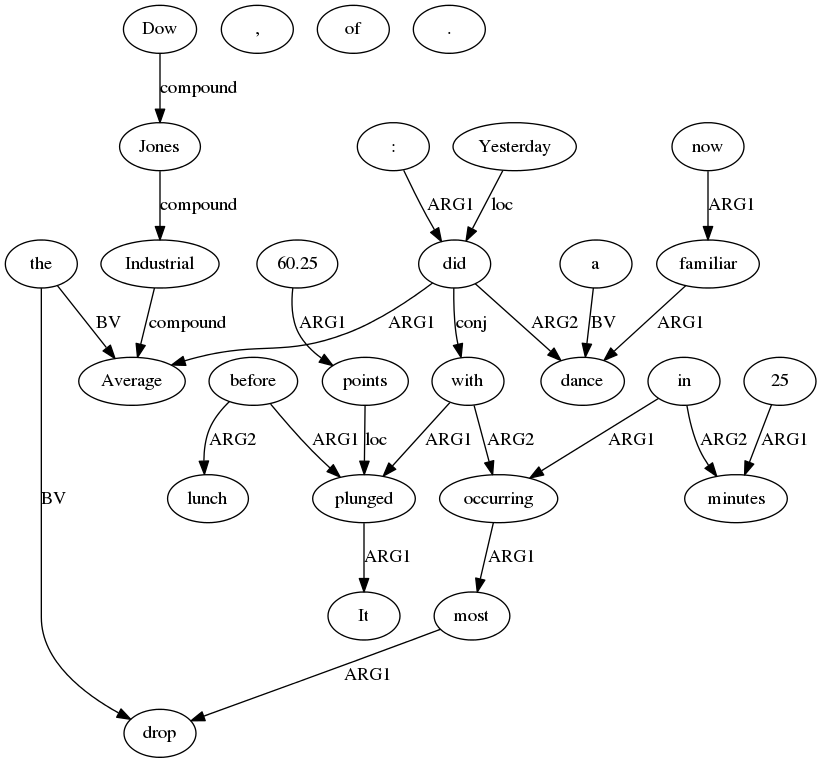 Dow , of .
compound
Jones : Yesterday now
compound ARG1 loc ARG1
the Industrial 60.25 did a familiar
BV compound ARG1 ARG1 conj ARG2 BV ARG1
Average before points with dance in 25
ARG2 ARG1 loc ARG1 ARG2 ARG1 ARG2 ARG1
BV lunch plunged occurring minutes
ARG1 ARG1
It most
ARG1
drop